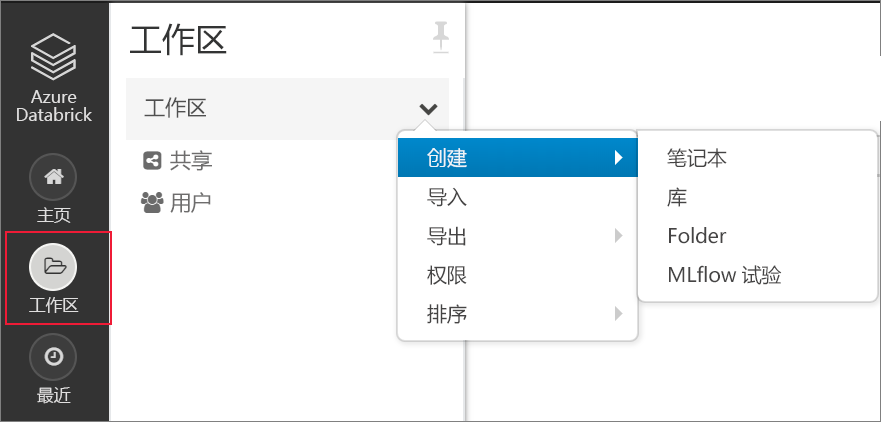 Azure
Databrick
主页
工作区
最近
工作区
工作区
共享
用户
创建
导入
导出
权限
排序
笔记本
库
Folder
MLflow 试验